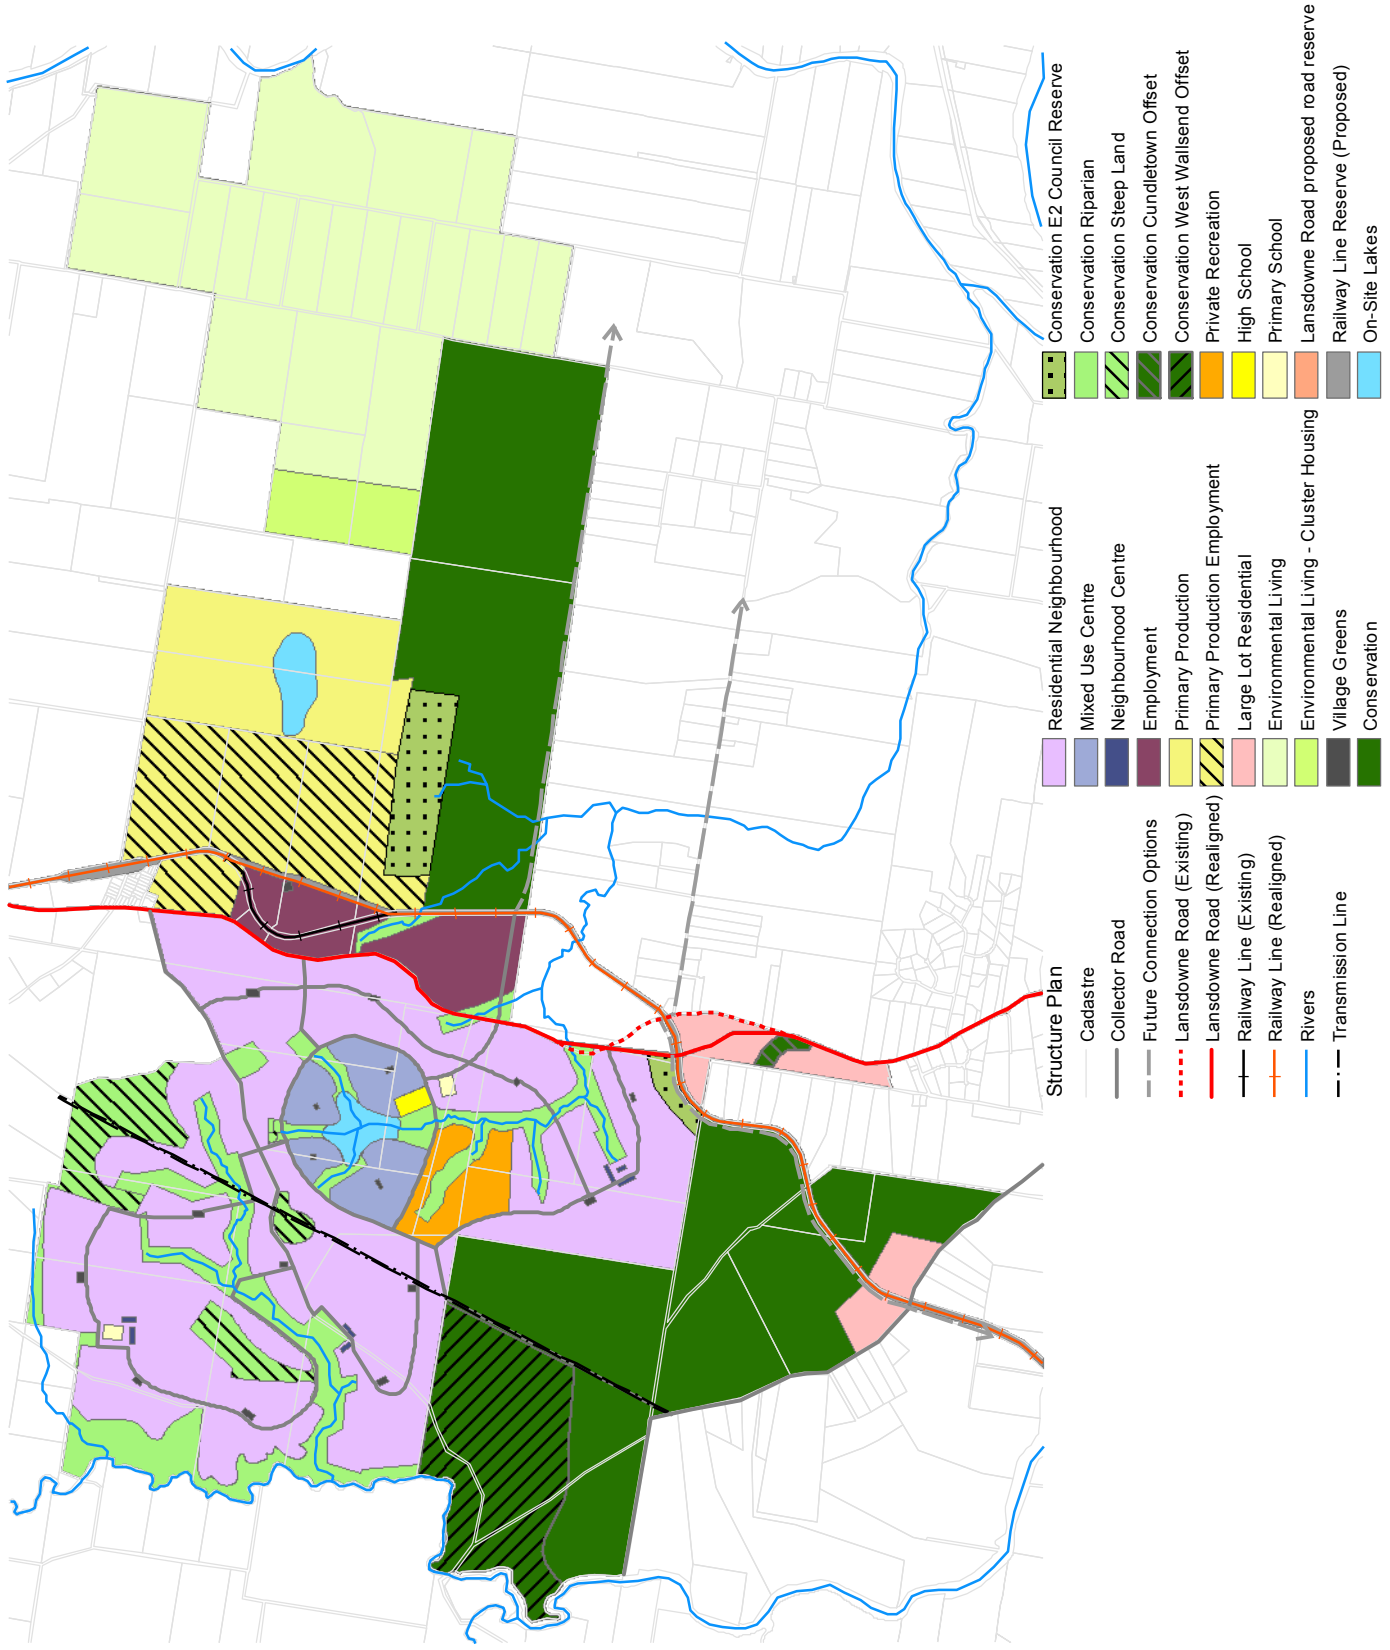 Structure Plan
Cadastre
Collector Road
Future Connection Options
Lansdowne Road (Existing)
Lansdowne Road (Realigned)
Railway Line (Existing)
Railway Line (Realigned)
Rivers
Transmission Line
Residential Neighbourhood
Mixed Use Centre
Neighbourhood Centre
Employment
Primary Production
Primary Production Employment
Large Lot Residential
Environmental Living
Environmental Living - Cluster Housing
Village Greens
Conservation
Conservation E2 Council Reserve
Conservation Riparian
Conservation Steep Land
Conservation Cundletown Offset
Conservation West Wallsend Offset
Private Recreation
High School
Primary School
Lansdowne Road proposed road reserve
Railway Line Reserve (Proposed)
On-Site Lakes